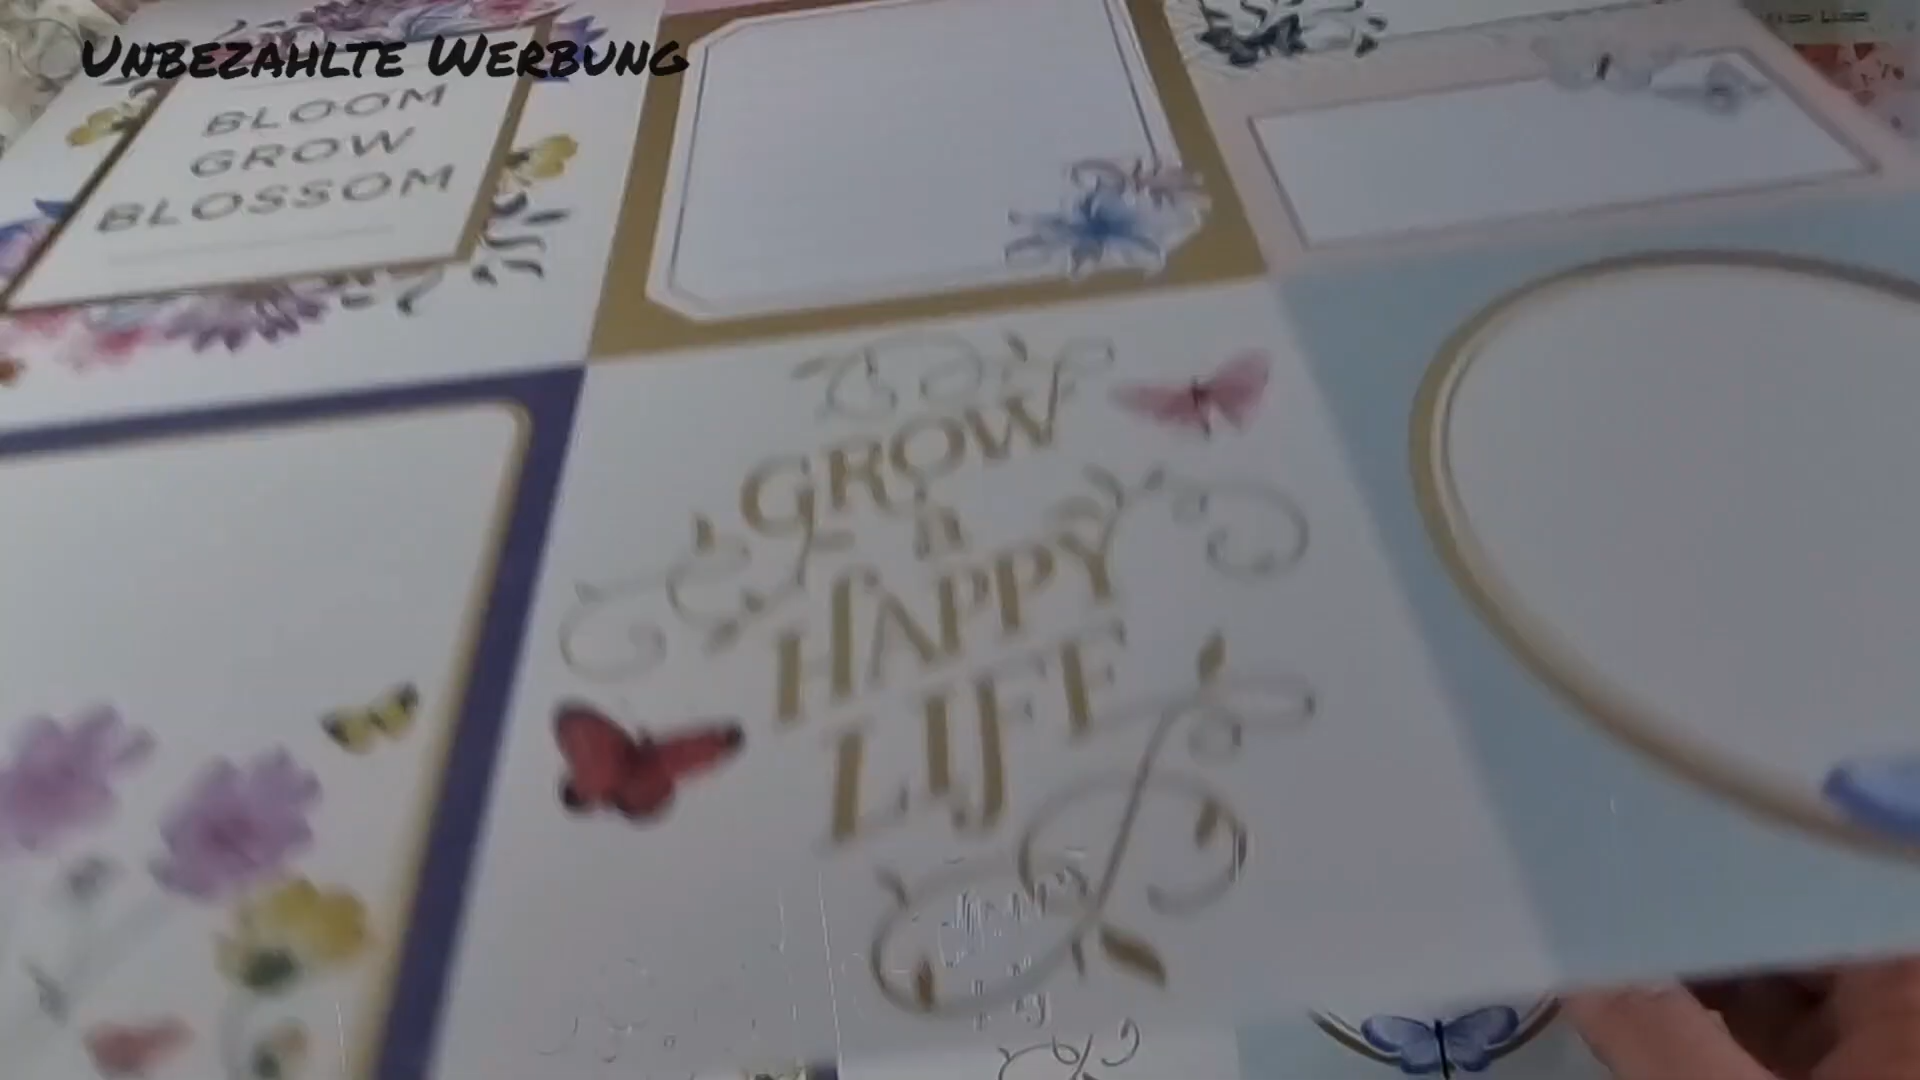 UNBEZAHLTE WERBUNG
BLOOM
GROW
BLOSSOM
GROW
A
HAPPY
LIFE